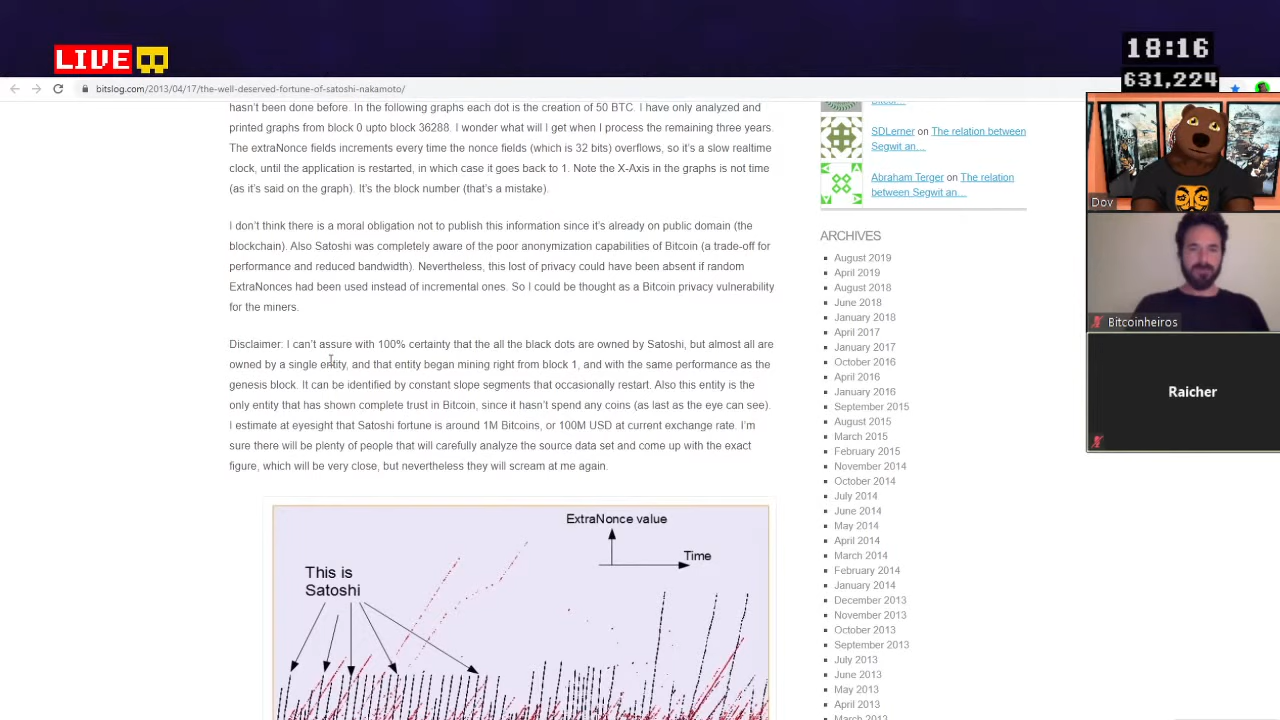 LIVE
18:16
631,224
bitslog.com/2013/04/17/the-well-deserved-fortune-of-satoshi-nakamoto/
hasn't been done before. In the following graphs each dot is the creation of 50 BTC. I have only analyzed and
printed graphs from block 0 upto block 36288. I wonder what will I get when I process the remaining three years.
The extraNonce fields increments every time the nonce fields (which is 32 bits) overflows, so it's a slow realtime
clock, until the application is restarted, in which case it goes back to 1. Note the X-Axis in the graphs is not time
(as it's said on the graph). It's the block number (that's a mistake).
I don't think there is a moral obligation not to publish this information since it's already on public domain (the
blockchain). Also Satoshi was completely aware of the poor anonymization capabilities of Bitcoin (a trade-off for
performance and reduced bandwidth). Nevertheless, this lost of privacy could have been absent if random
ExtraNonces had been used instead of incremental ones. So I could be thought as a Bitcoin privacy vulnerability
for the miners.
Disclaimer: I can't assure with 100% certainty that the all the black dots are owned by Satoshi, but almost all are
owned by a single entity, and that entity began mining right from block 1, and with the same performance as the
genesis block. It can be identified by constant slope segments that occasionally restart. Also this entity is the
only entity that has shown complete trust in Bitcoin, since it hasn't spend any coins (as last as the eye can see).
I estimate at eyesight that Satoshi fortune is around 1M Bitcoins, or 100M USD at current exchange rate. I'm
sure there will be plenty of people that will carefully analyze the source data set and come up with the exact
figure, which will be very close, but nevertheless they will scream at me again.
ExtraNonce value
Time
This is
Satoshi
SDLerner on The relation between
Segwit an…
Abraham Terger on The relation
between Segwit an…
ARCHIVES
August 2019
April 2019
August 2018
June 2018
January 2018
April 2017
January 2017
October 2016
April 2016
January 2016
September 2015
August 2015
March 2015
February 2015
November 2014
October 2014
July 2014
June 2014
May 2014
April 2014
March 2014
February 2014
January 2014
December 2013
November 2013
October 2013
September 2013
August 2013
July 2013
June 2013
May 2013
April 2013
March 2013
Dov
Bitcoinheiros
Raicher